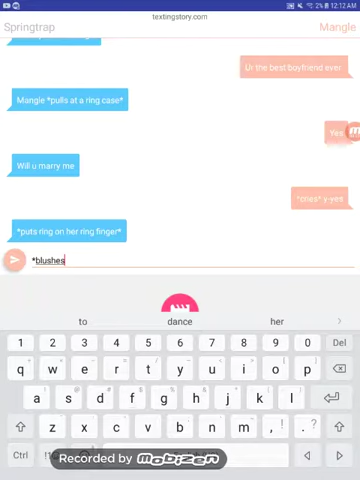 2% 12:12 AM
textingstory.com
Springtrap
Mangle
Ur the best boyfriend ever
Mangle *pulls at a ring case*
Yes
Will u marry me
y-yes
*puts ring on her ring finger*
*blushes
to dance her
1 2 3 4 5 6 7 8 9 0 Del
q w e r t y u i o p
a s d f g h j k l
z x c v b n m , ! . ?
Ctrl
Recorded by mobizen